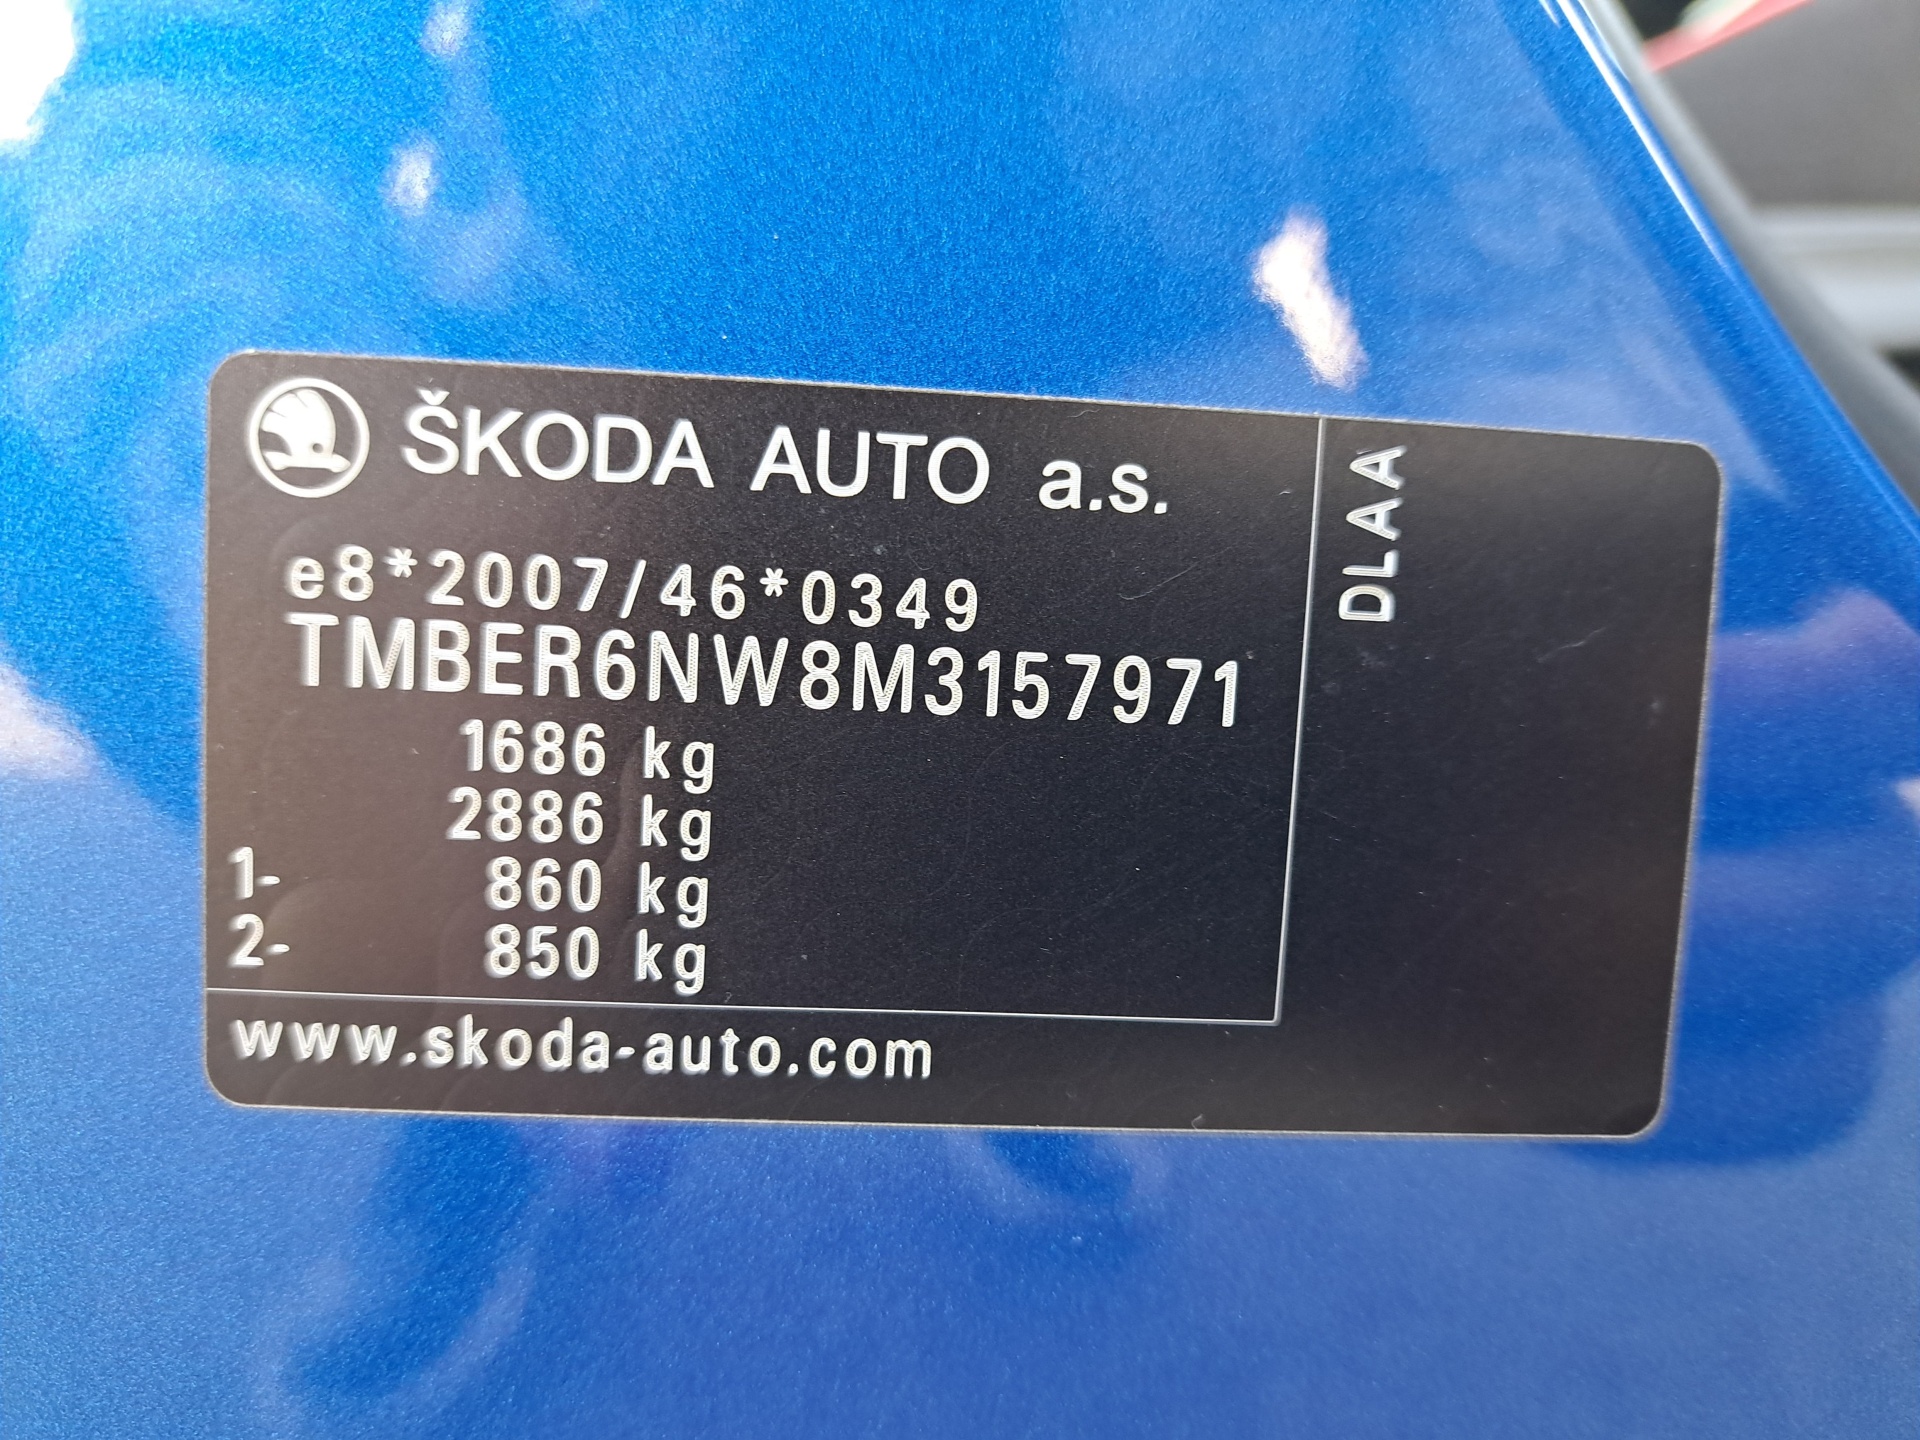 ŠKODA AUTO a.s.
e8*2007/46*0349
TMBER6NW8M3157971
1686 kg
2886 kg
1- 860 kg
2- 850 kg
www.skoda-auto.com
DLAA